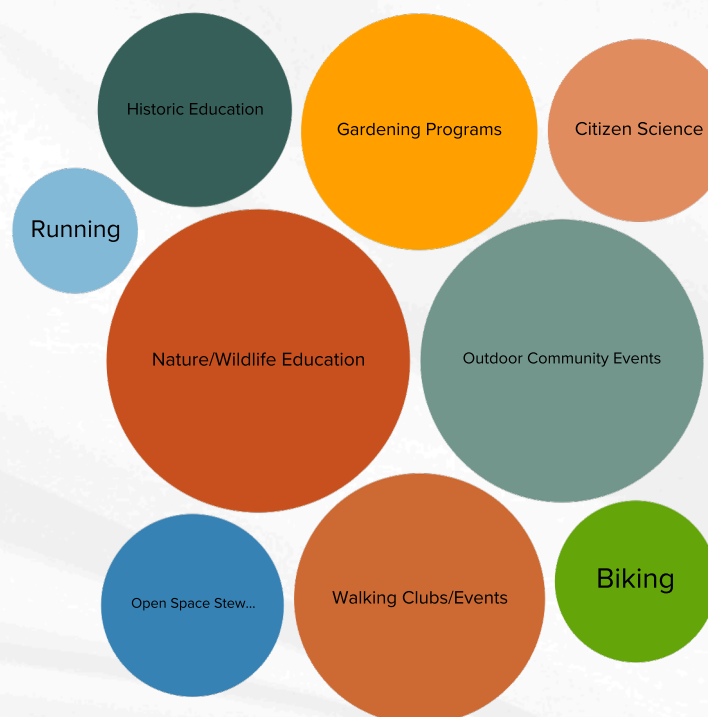 Historic Education
Gardening Programs
Citizen Science
Running
Nature/Wildlife Education
Outdoor Community Events
Open Space Stew...
Walking Clubs/Events
Biking